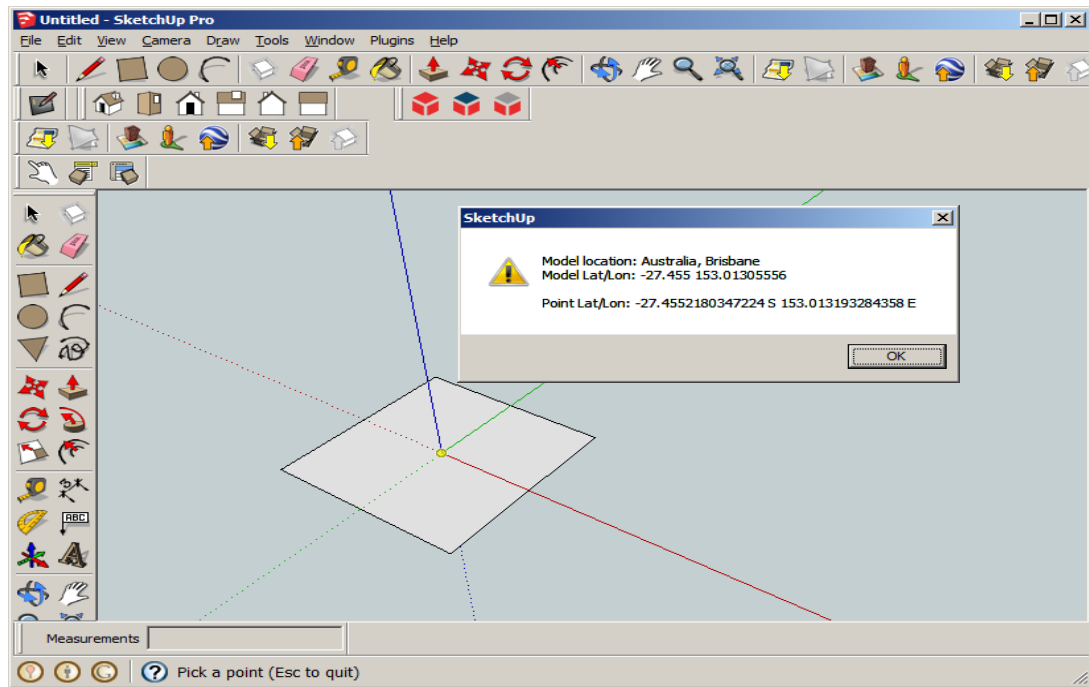 Untitled - SketchUp Pro
File Edit View Camera Draw Tools Window Plugins Help
SketchUp
Model location: Australia, Brisbane
Model Lat/Lon: -27.455 153.01305556
Point Lat/Lon: -27.4552180347224 S 153.013193284358 E
OK
ABC
Measurements
Pick a point (Esc to quit)